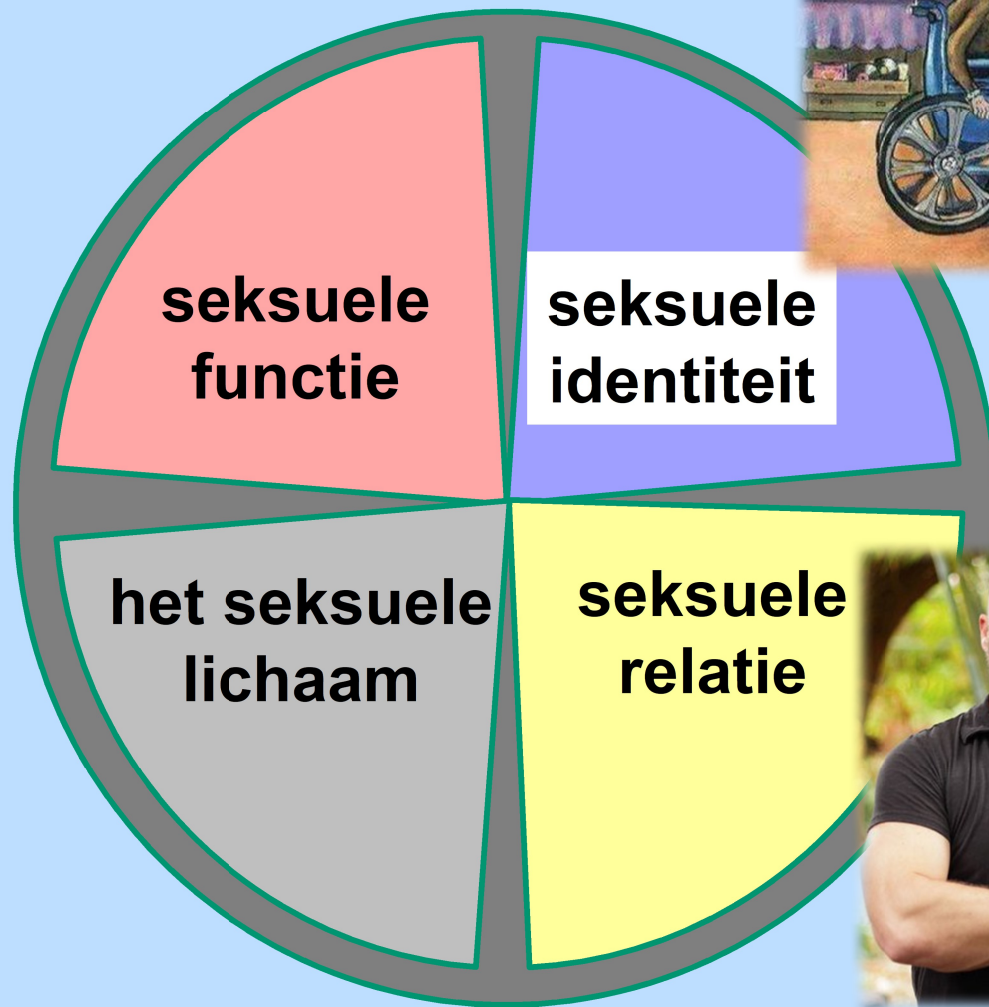 seksuele
functie
seksuele
identiteit
het seksuele
lichaam
seksuele
relatie